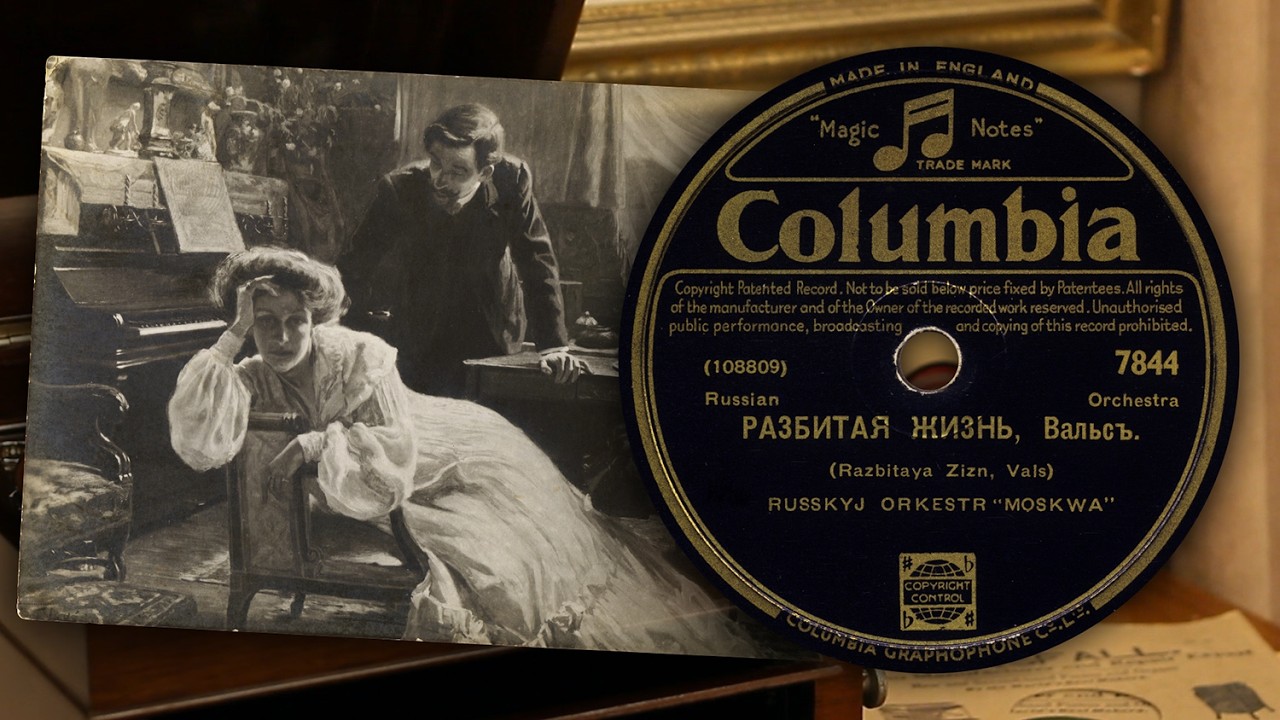 MADE IN ENGLAND
"Magic Notes"
TRADE MARK
Columbia
Copyright Patented Record. Not to be sold below price fixed by Patentees. All rights
of the manufacturer and of the Owner of the recorded work reserved. Unauthorised
public performance, broadcasting and copying of this record prohibited.
(108809) 7844
Russian Orchestra
РАЗБИТАЯ ЖИЗНЬ, Вальсъ.
(Razbitaya Zizn, Vals)
RUSSKYJ ORKESTR "MOSKWA"
COPYRIGHT
CONTROL
COLUMBIA GRAPHOPHONE Co. LTD.
ALL